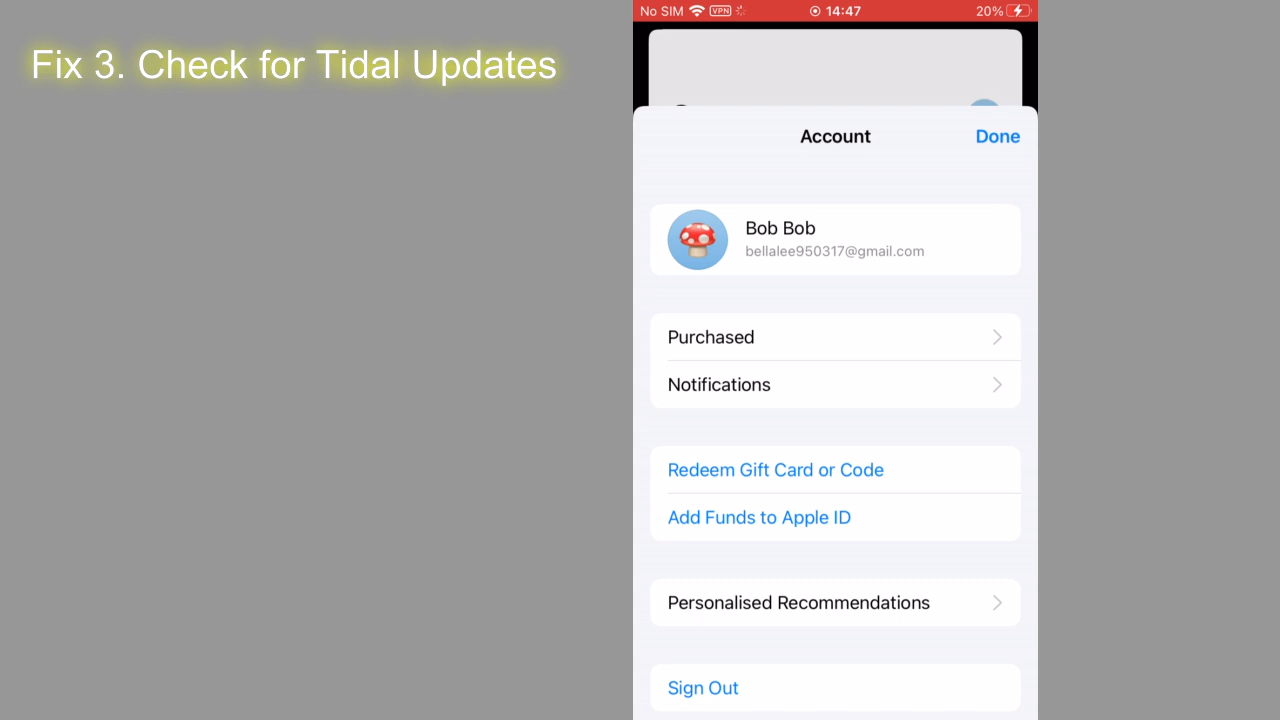 Fix 3. Check for Tidal Updates
No SIM VPN 14:47 20%
Account Done
Bob Bob
bellalee950317@gmail.com
Purchased
Notifications
Redeem Gift Card or Code
Add Funds to Apple ID
Personalised Recommendations
Sign Out